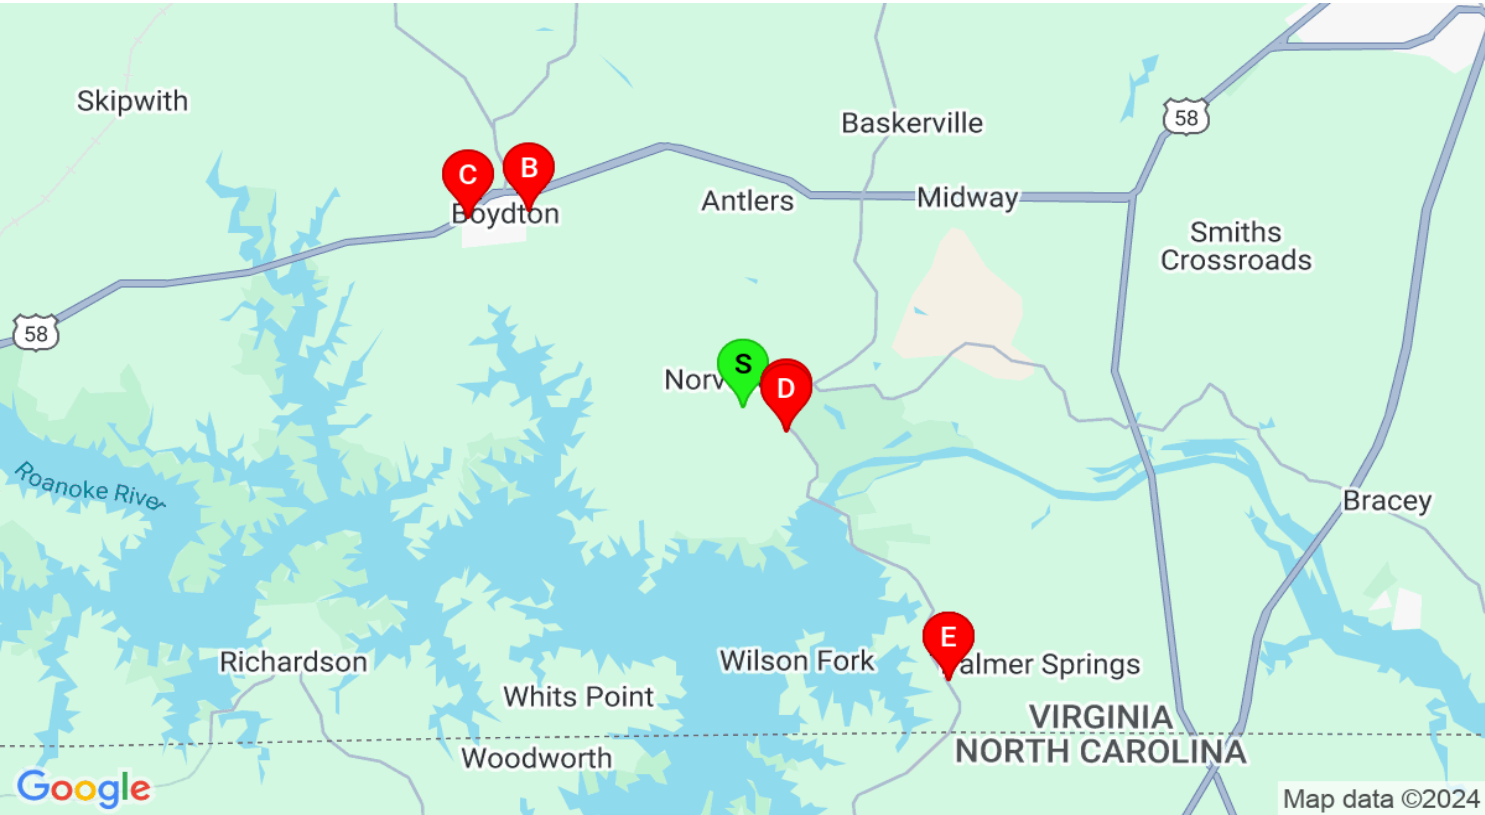 Skipwith
Baskerville
58
C
B
Boydton
Antlers
Midway
Smiths
Crossroads
58
S
Norv
D
Roanoke River
Bracey
E
Richardson
Wilson Fork
almer Springs
Whits Point
VIRGINIA
Woodworth
NORTH CAROLINA
Google
Map data ©2024